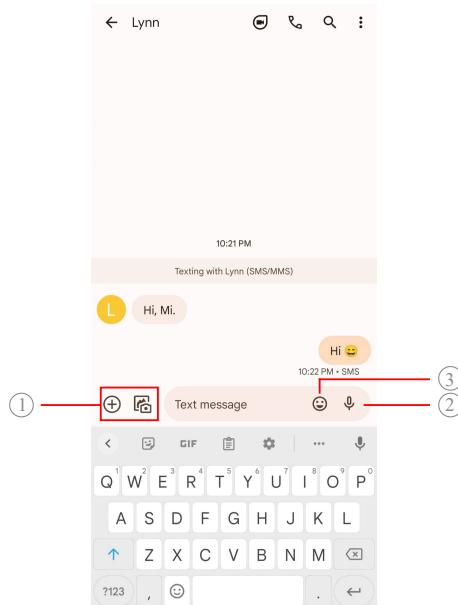 Lynn
10:21 PM
Texting with Lynn (SMS/MMS)
L Hi, Mi.
Hi 😄
10:22 PM • SMS
③
① Text message ②
GIF
Q1 W2 E3 R4 T5 Y6 U7 I8 O9 P0
A S D F G H J K L
Z X C V B N M
?123 , .